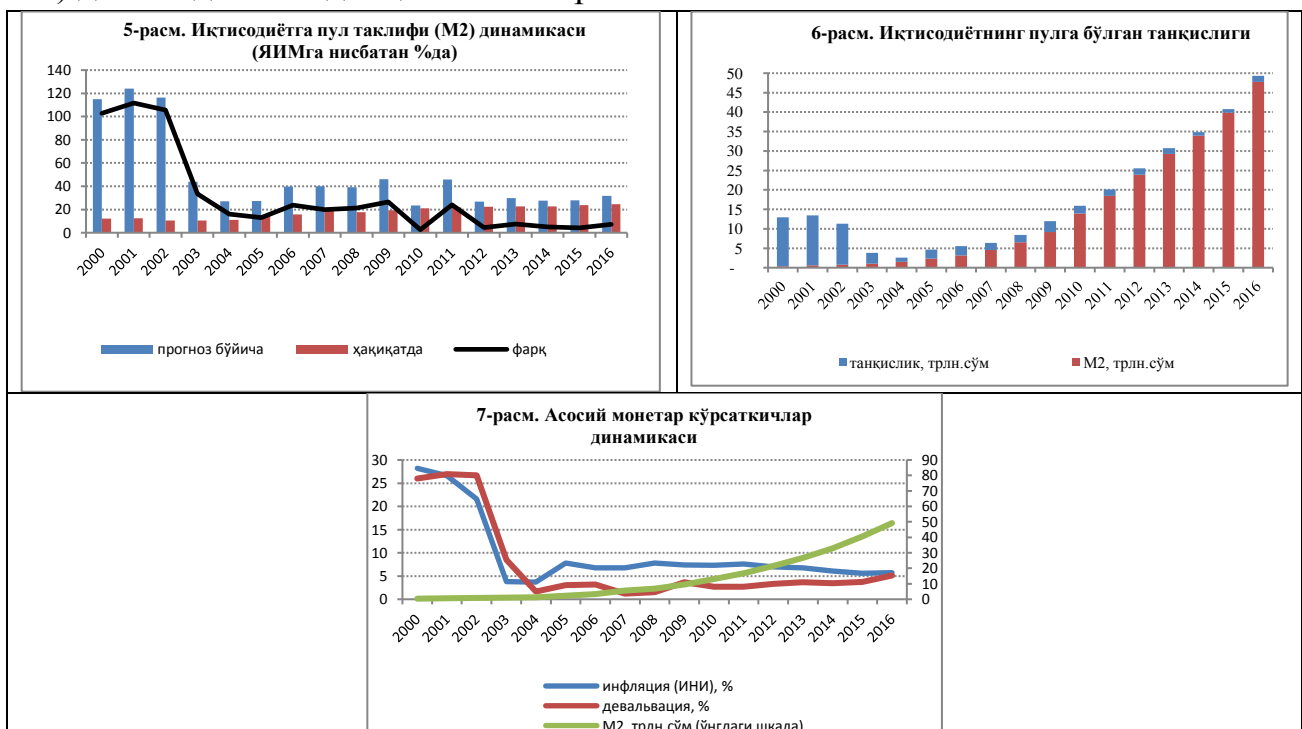 5-расм. Иқтисодиётга пул таклифи (М2) динамикаси
(ЯИМга нисбатан %да)
140
120
100
80
60
40
20
0
2000 2001 2002 2003 2004 2005 2006 2007 2008 2009 2010 2011 2012 2013 2014 2015 2016
прогноз бўйича ҳақиқатда фарқ
6-расм. Иқтисодиётнинг пулга бўлган танқислиги
50
45
40
35
30
25
20
15
10
5
-
2000 2001 2002 2003 2004 2005 2006 2007 2008 2009 2010 2011 2012 2013 2014 2015 2016
танқислик, трлн.сўм М2, трлн.сўм
7-расм. Асосий монетар кўрсаткичлар
динамикаси
30 90
25 80
20 70
15 60
10 50
5 40
0 30
20
10
0
2000 2001 2002 2003 2004 2005 2006 2007 2008 2009 2010 2011 2012 2013 2014 2015 2016
инфляция (ИНИ), %
девальвация, %
М2, трлн.сўм (ўнглаги шкала)